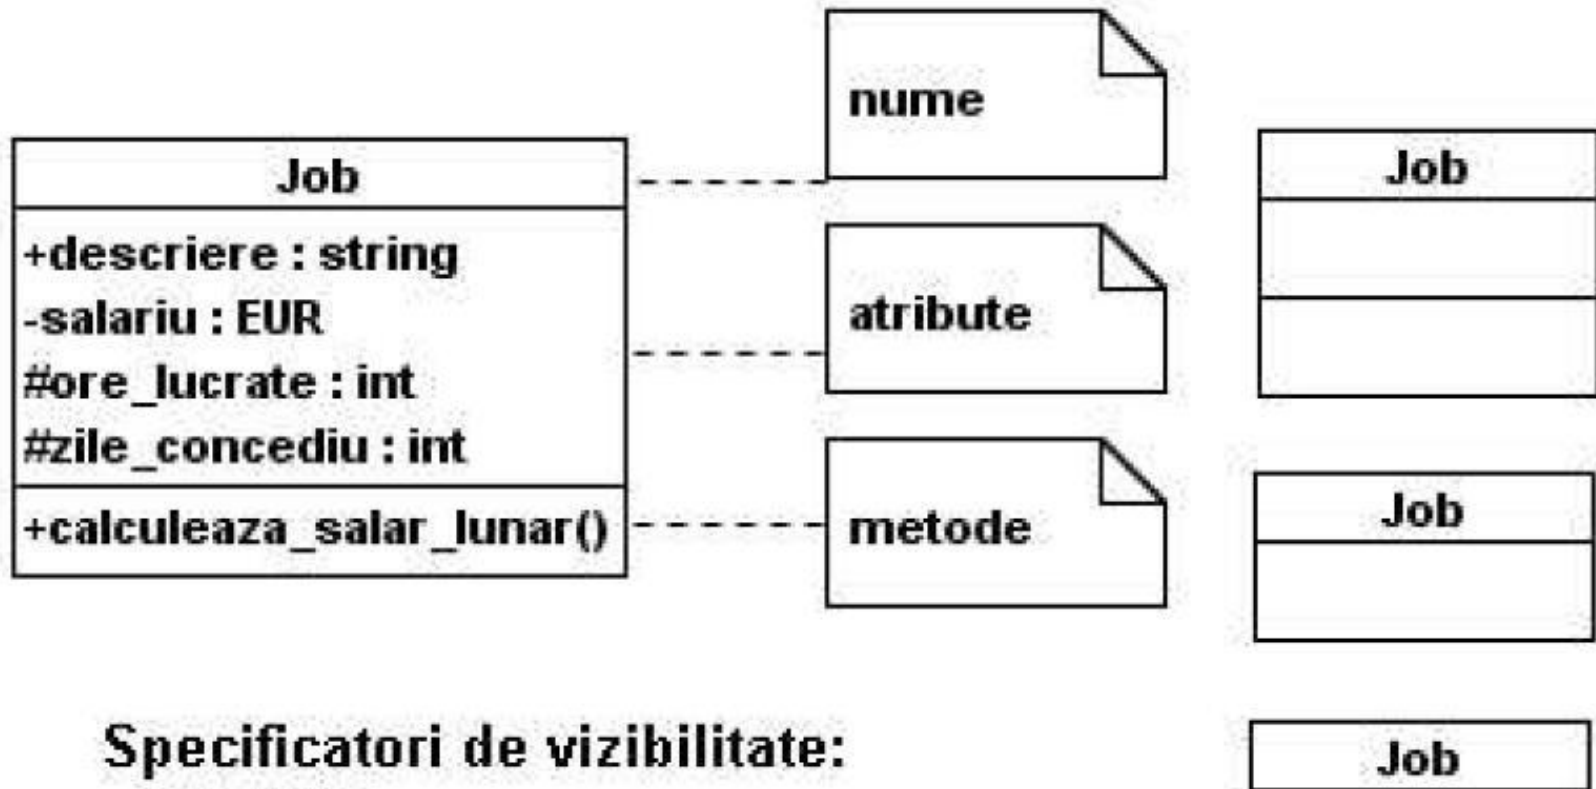 Job
+descriere : string
-salariu : EUR
#ore_lucrate : int
#zile_concediu : int
+calculeaza_salar_lunar()
nume
atribute
metode
Job
Job
Job
Specificatori de vizibilitate: